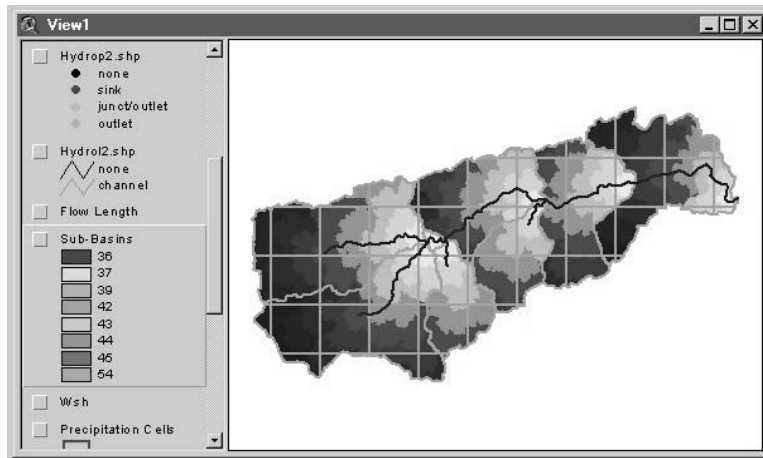 View1
Hydrop2.shp
none
sink
junct/outlet
outlet
Hydrol2.shp
none
channel
Flow Length
Sub-Basins
36
37
39
42
43
44
45
54
Wsh
Precipitation Cells